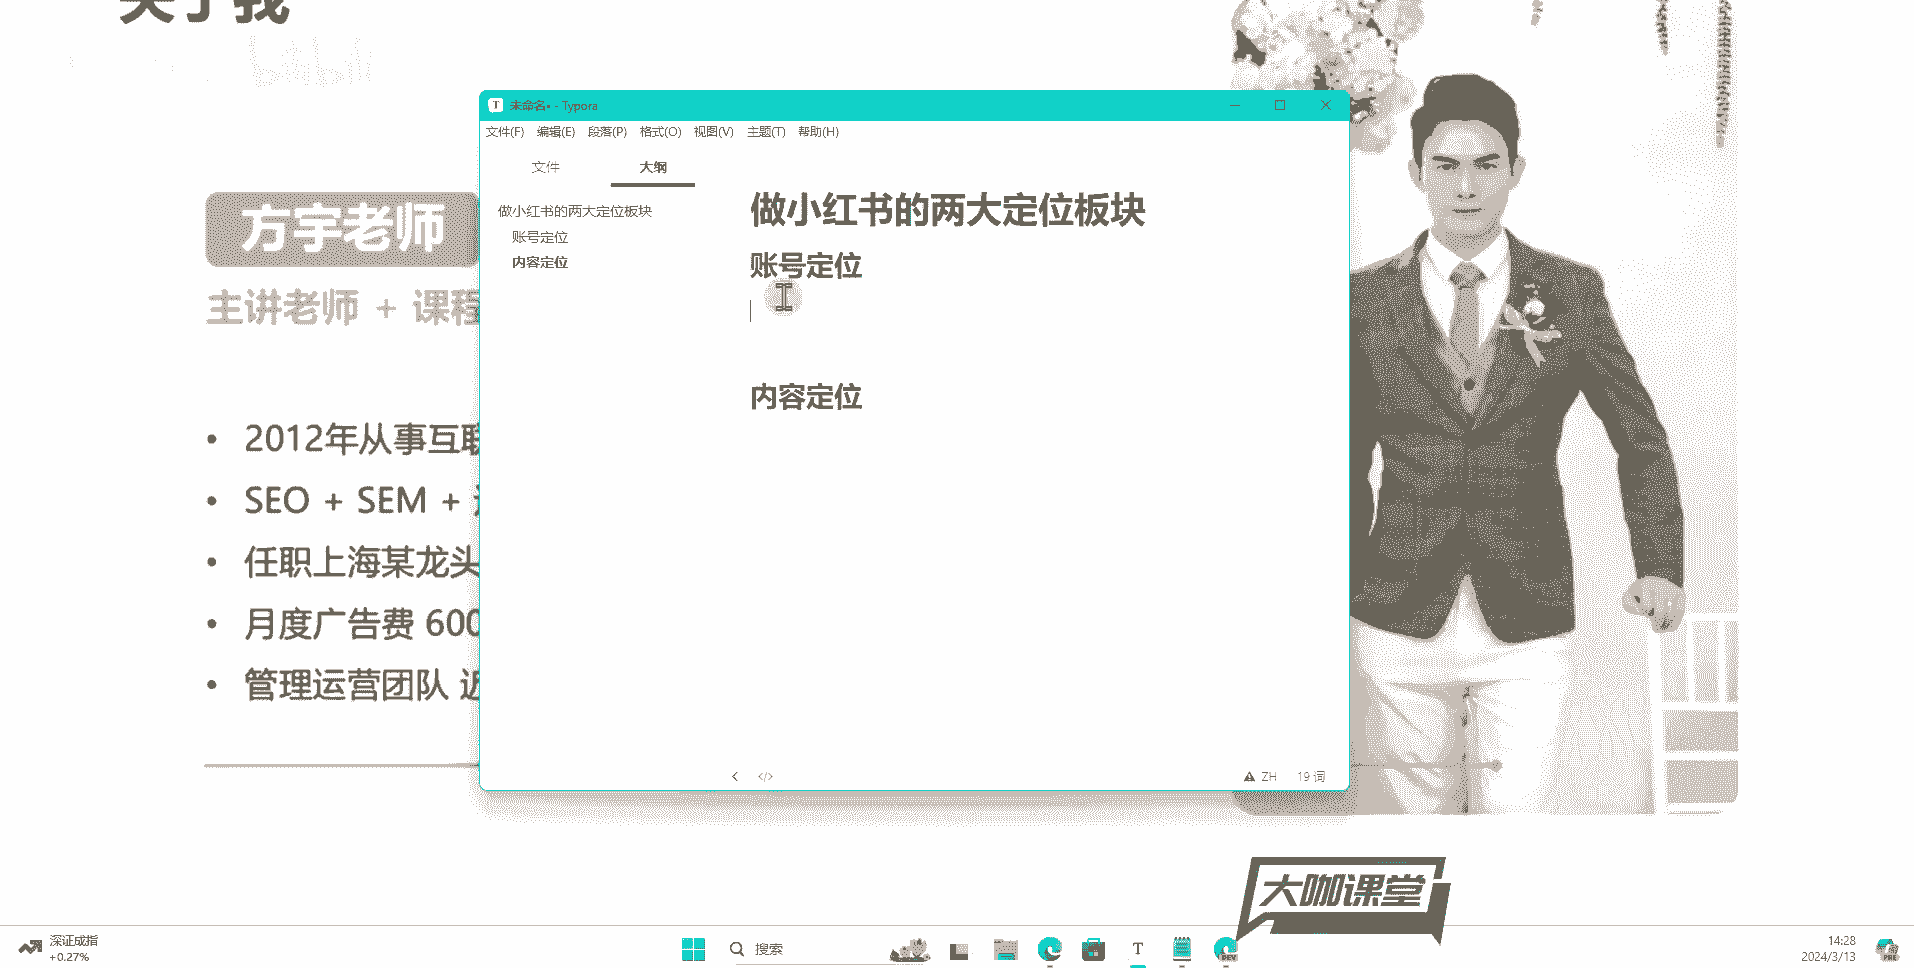 关于我
bilibili
方宇老师
主讲老师 + 课程
• 2012年从事互联
• SEO + SEM +
• 任职上海某龙头
• 月度广告费 600
• 管理运营团队 近
T 未命名• - Typora
文件(F) 编辑(E) 段落(P) 格式(O) 视图(V) 主题(T) 帮助(H)
文件 大纲
做小红书的两大定位板块
账号定位
内容定位
做小红书的两大定位板块
账号定位
内容定位
</> ZH 19 词
大咖课堂
深证成指
+0.27%
搜索
T
DEV
14:28
2024/3/13
PRE